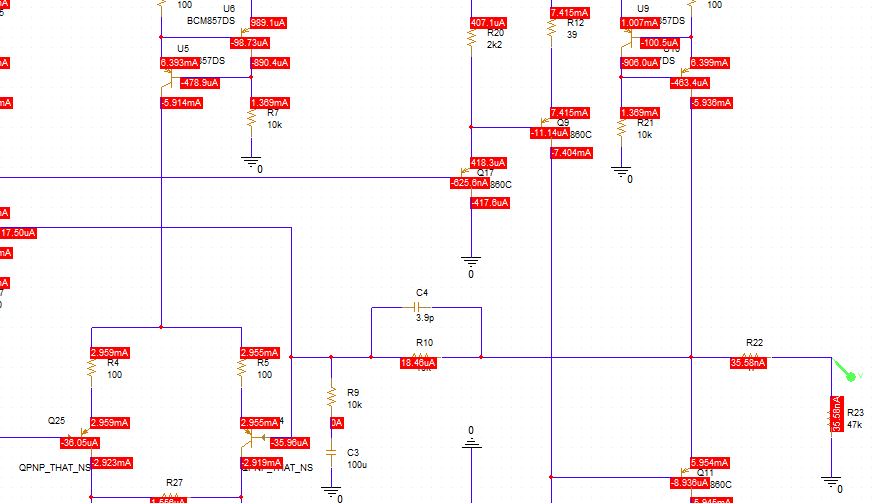 100
U6
989.1uA
BCM857DS
-98.73uA
U5
6.393mA
857DS
-890.4uA
-478.9uA
-5.914mA
1.369mA
R7
10k
0
407.1uA
R20
2k2
7.415mA
R12
39
7.415mA
Q9
-11.14uA
860C
-7.404mA
418.3uA
Q17
-625.6nA
860C
-417.6uA
0
U9
1.007mA
857DS
100
-100.5uA
906.0uA
7DS
6.399mA
-463.4uA
-5.936mA
1.369mA
R21
10k
0
17.50uA
C4
3.9p
R10
18.46uA
R22
35.58nA
V
35.58nA
R23
47k
0
2.959mA
R4
100
2.955mA
R5
100
R9
10k
0A
C3
100u
0
Q25
2.959mA
-36.05uA
-2.923mA
QPNP_THAT_NS
2.955mA
4
-35.96uA
-2.919mA
_THAT_NS
R27
0
5.954mA
Q11
-8.936uA
860C